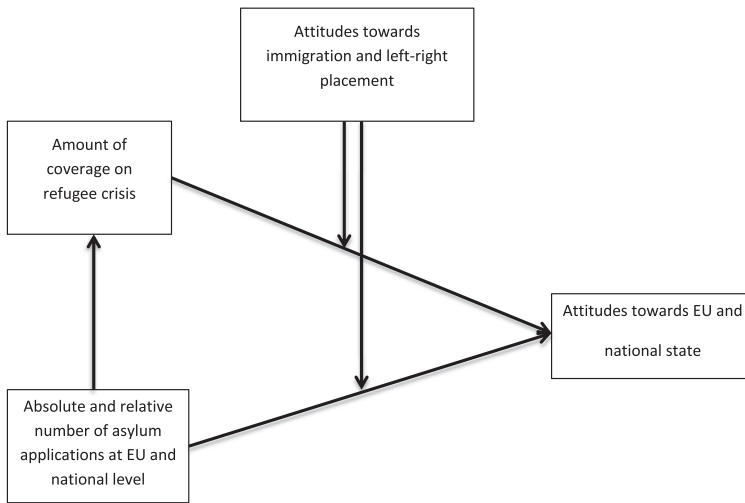 Attitudes towards
immigration and left-right
placement
Amount of
coverage on
refugee crisis
Attitudes towards EU and
national state
Absolute and relative
number of asylum
applications at EU and
national level